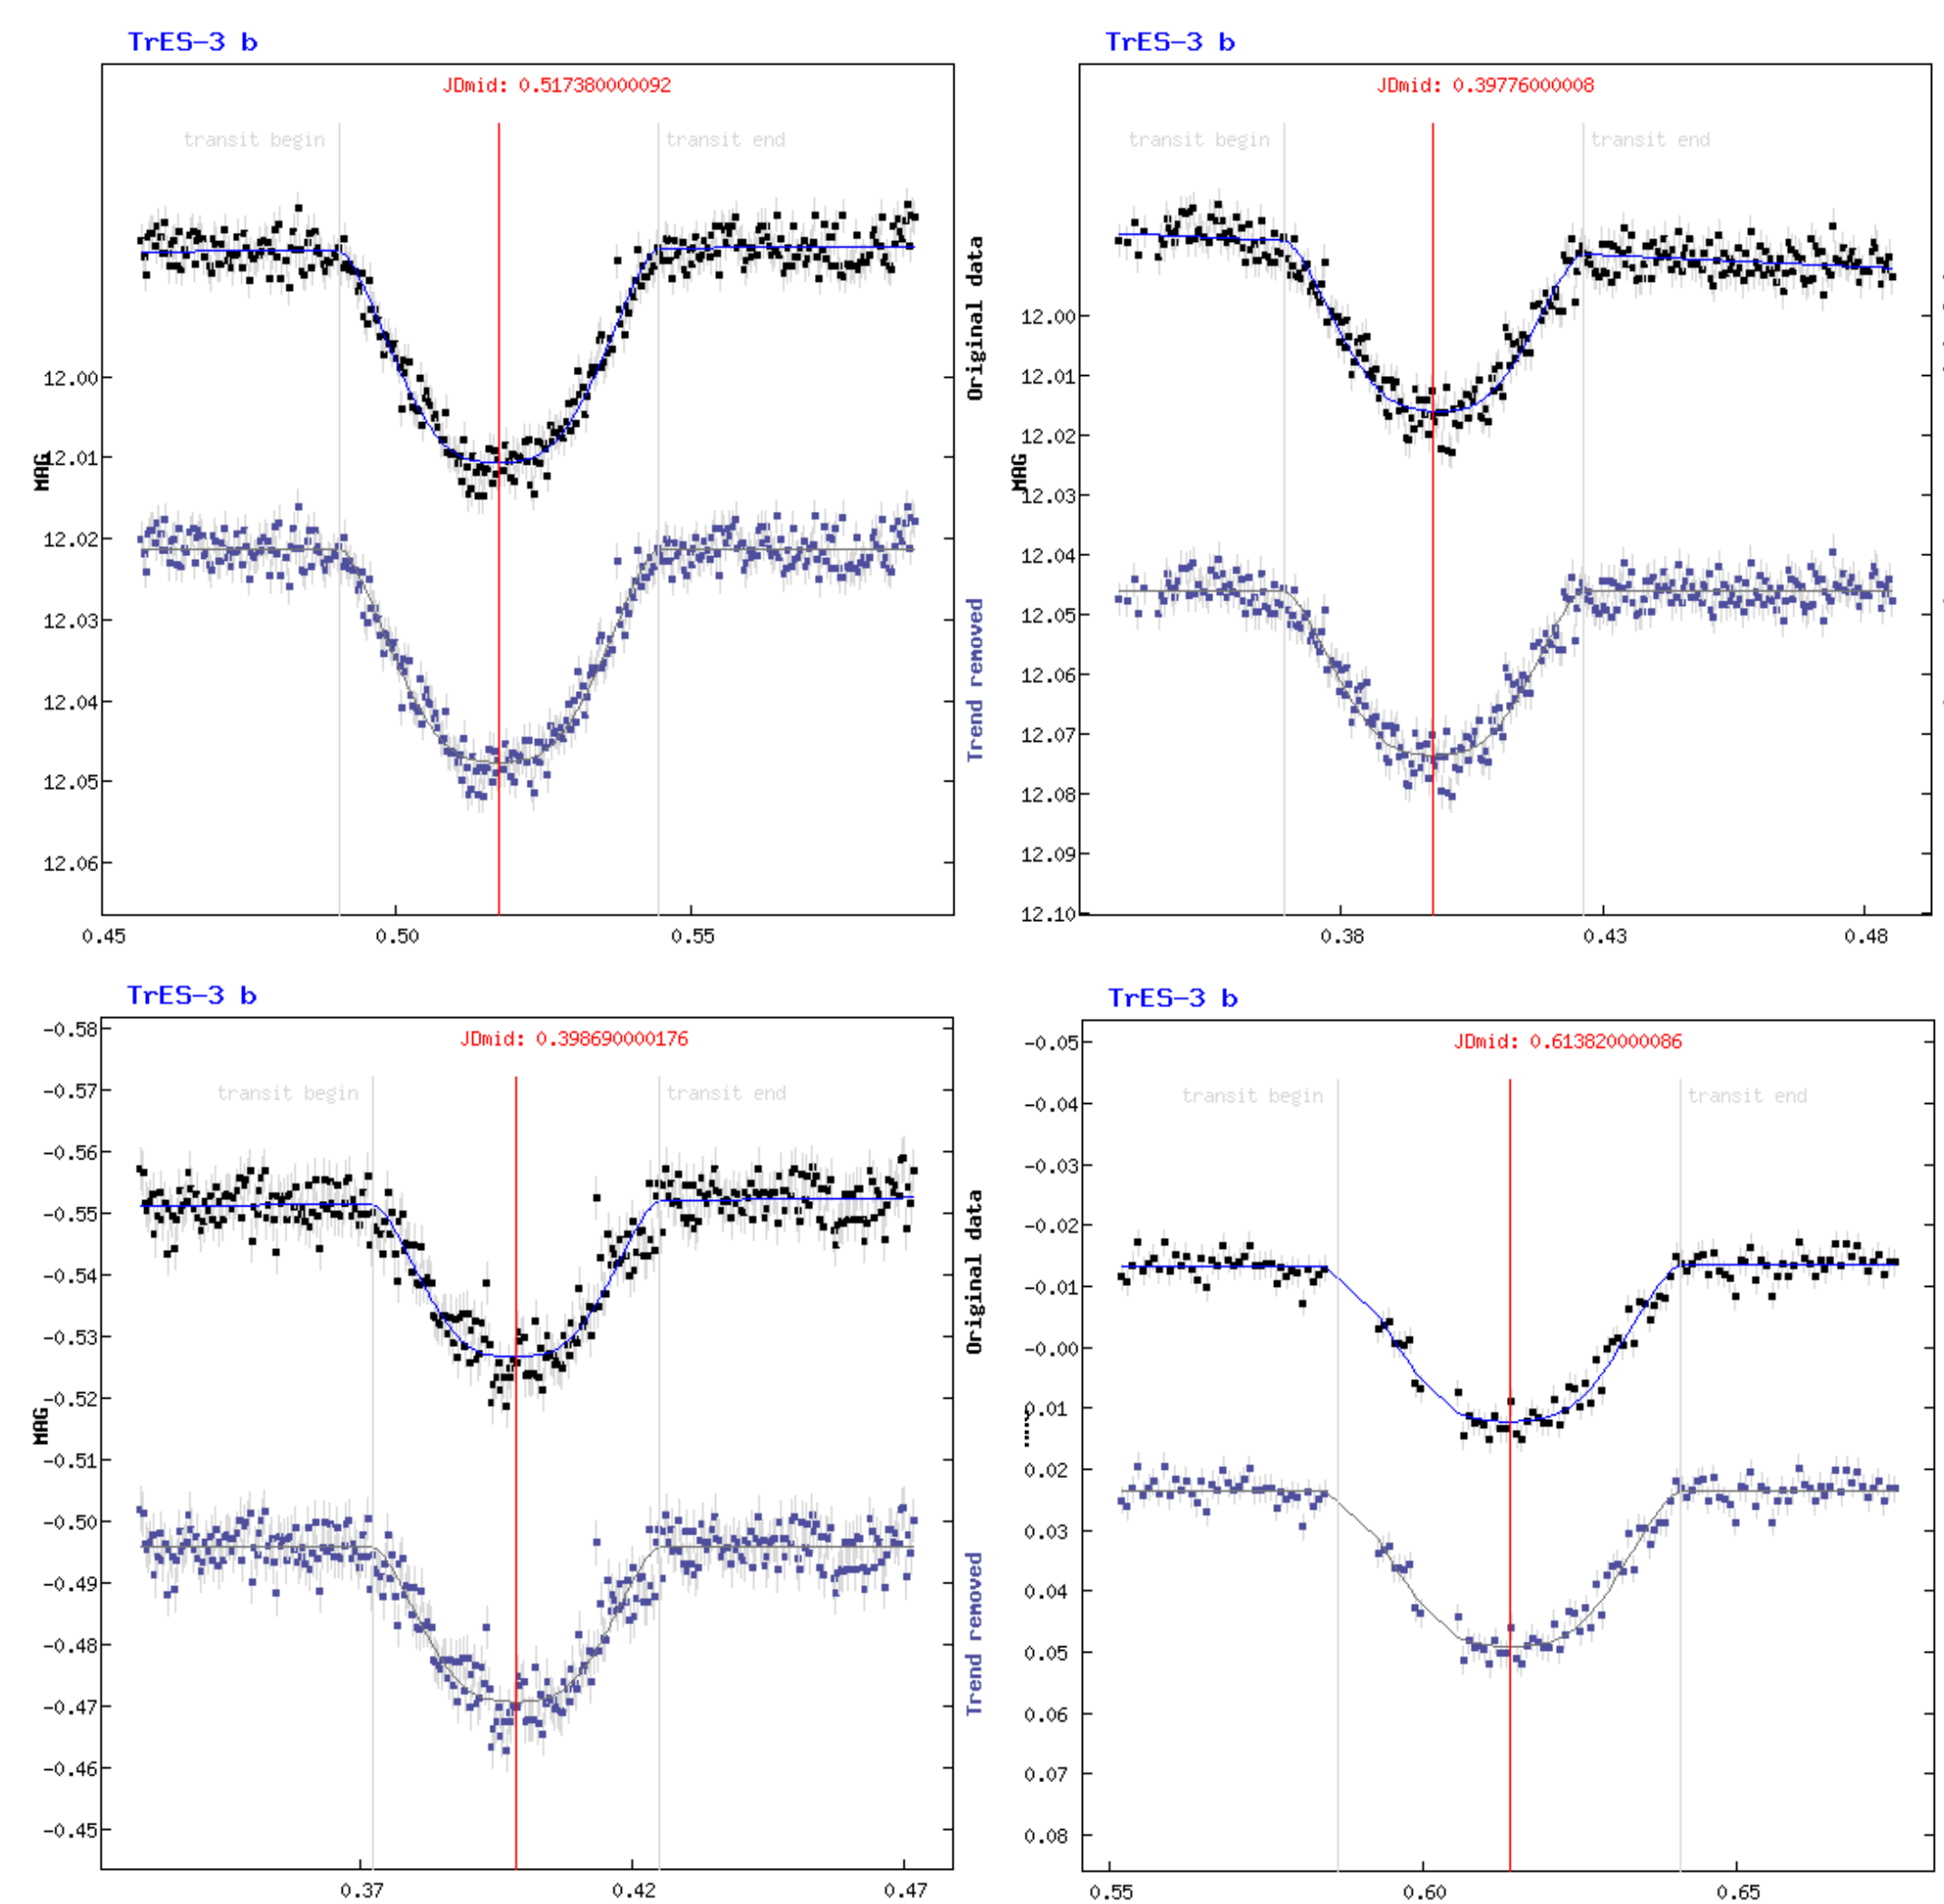 TrES-3 b
JDmid: 0.517380000092
transit begin
transit end
12.00
12.01
12.02
12.03
12.04
12.05
12.06
MAG
Original data
Trend removed
0.45
0.50
0.55
TrES-3 b
JDmid: 0.39776000008
transit begin
transit end
12.00
12.01
12.02
12.03
12.04
12.05
12.06
12.07
12.08
12.09
12.10
MAG
0.38
0.43
0.48
TrES-3 b
JDmid: 0.398690000176
transit begin
transit end
-0.58
-0.57
-0.56
-0.55
-0.54
-0.53
-0.52
-0.51
-0.50
-0.49
-0.48
-0.47
-0.46
-0.45
MAG
Original data
Trend removed
0.37
0.42
0.47
TrES-3 b
JDmid: 0.613820000086
transit begin
transit end
-0.05
-0.04
-0.03
-0.02
-0.01
-0.00
0.01
0.02
0.03
0.04
0.05
0.06
0.07
0.08
0.55
0.60
0.65